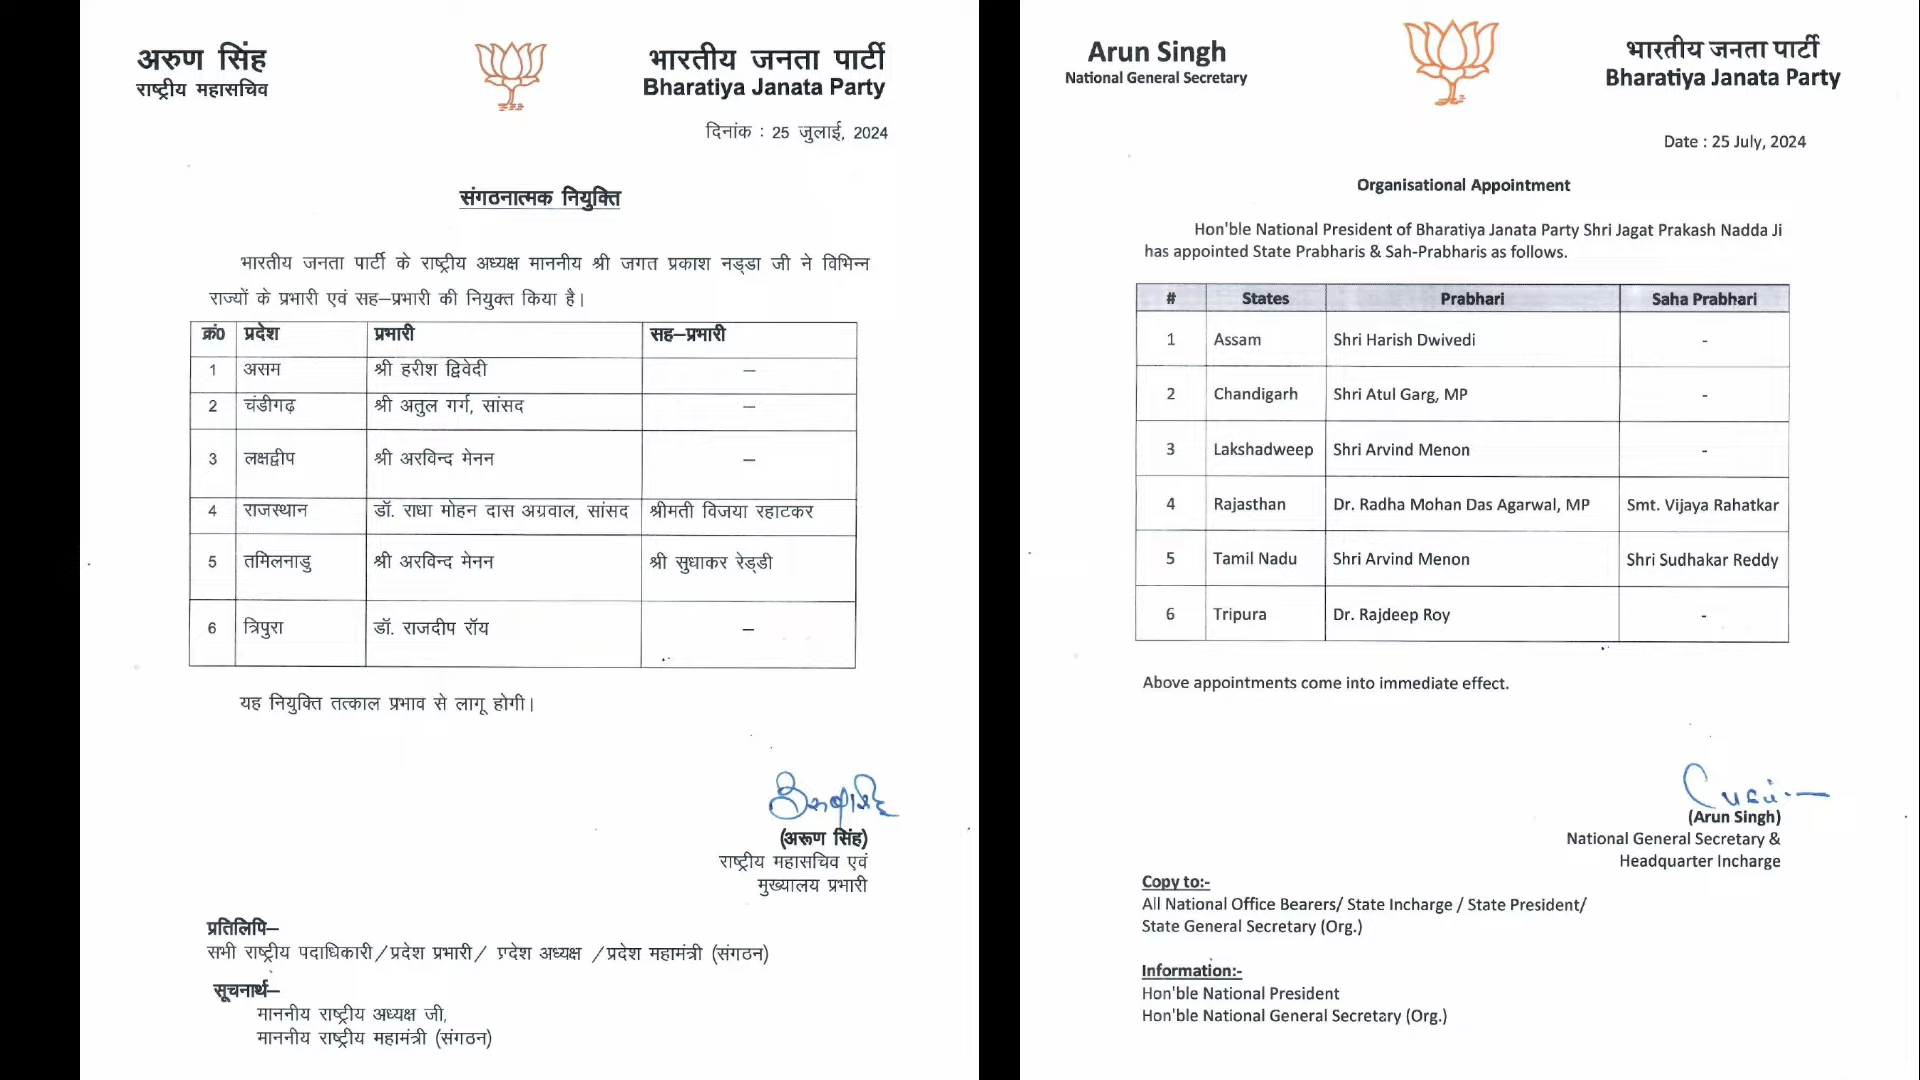 अरुण सिंह
राष्ट्रीय महासचिव
भारतीय जनता पार्टी
Bharatiya Janata Party
दिनांक : 25 जुलाई, 2024
संगठनात्मक नियुक्ति
भारतीय जनता पार्टी के राष्ट्रीय अध्यक्ष माननीय श्री जगत प्रकाश नड्डा जी ने विभिन्न
राज्यों के प्रभारी एवं सह–प्रभारी की नियुक्त किया है।
क्रं0 प्रदेश प्रभारी सह–प्रभारी
1 असम श्री हरीश द्विवेदी –
2 चंडीगढ़ श्री अतुल गर्ग, सांसद –
3 लक्षद्वीप श्री अरविन्द मेनन –
4 राजस्थान डॉ. राधा मोहन दास अग्रवाल, सांसद श्रीमती विजया रहाटकर
5 तमिलनाडु श्री अरविन्द मेनन श्री सुधाकर रेड्डी
6 त्रिपुरा डॉ. राजदीप रॉय –
यह नियुक्ति तत्काल प्रभाव से लागू होगी।
(अरूण सिंह)
राष्ट्रीय महासचिव एवं
मुख्यालय प्रभारी
प्रतिलिपि–
सभी राष्ट्रीय पदाधिकारी/प्रदेश प्रभारी/ प्रदेश अध्यक्ष /प्रदेश महामंत्री (संगठन)
सूचनार्थ–
माननीय राष्ट्रीय अध्यक्ष जी,
माननीय राष्ट्रीय महामंत्री (संगठन)
Arun Singh
National General Secretary
भारतीय जनता पार्टी
Bharatiya Janata Party
Date : 25 July, 2024
Organisational Appointment
Hon'ble National President of Bharatiya Janata Party Shri Jagat Prakash Nadda Ji
has appointed State Prabharis & Sah-Prabharis as follows.
# States Prabhari Saha Prabhari
1 Assam Shri Harish Dwivedi -
2 Chandigarh Shri Atul Garg, MP -
3 Lakshadweep Shri Arvind Menon -
4 Rajasthan Dr. Radha Mohan Das Agarwal, MP Smt. Vijaya Rahatkar
5 Tamil Nadu Shri Arvind Menon Shri Sudhakar Reddy
6 Tripura Dr. Rajdeep Roy -
Above appointments come into immediate effect.
(Arun Singh)
National General Secretary &
Headquarter Incharge
Copy to:-
All National Office Bearers/ State Incharge / State President/
State General Secretary (Org.)
Information:-
Hon'ble National President
Hon'ble National General Secretary (Org.)